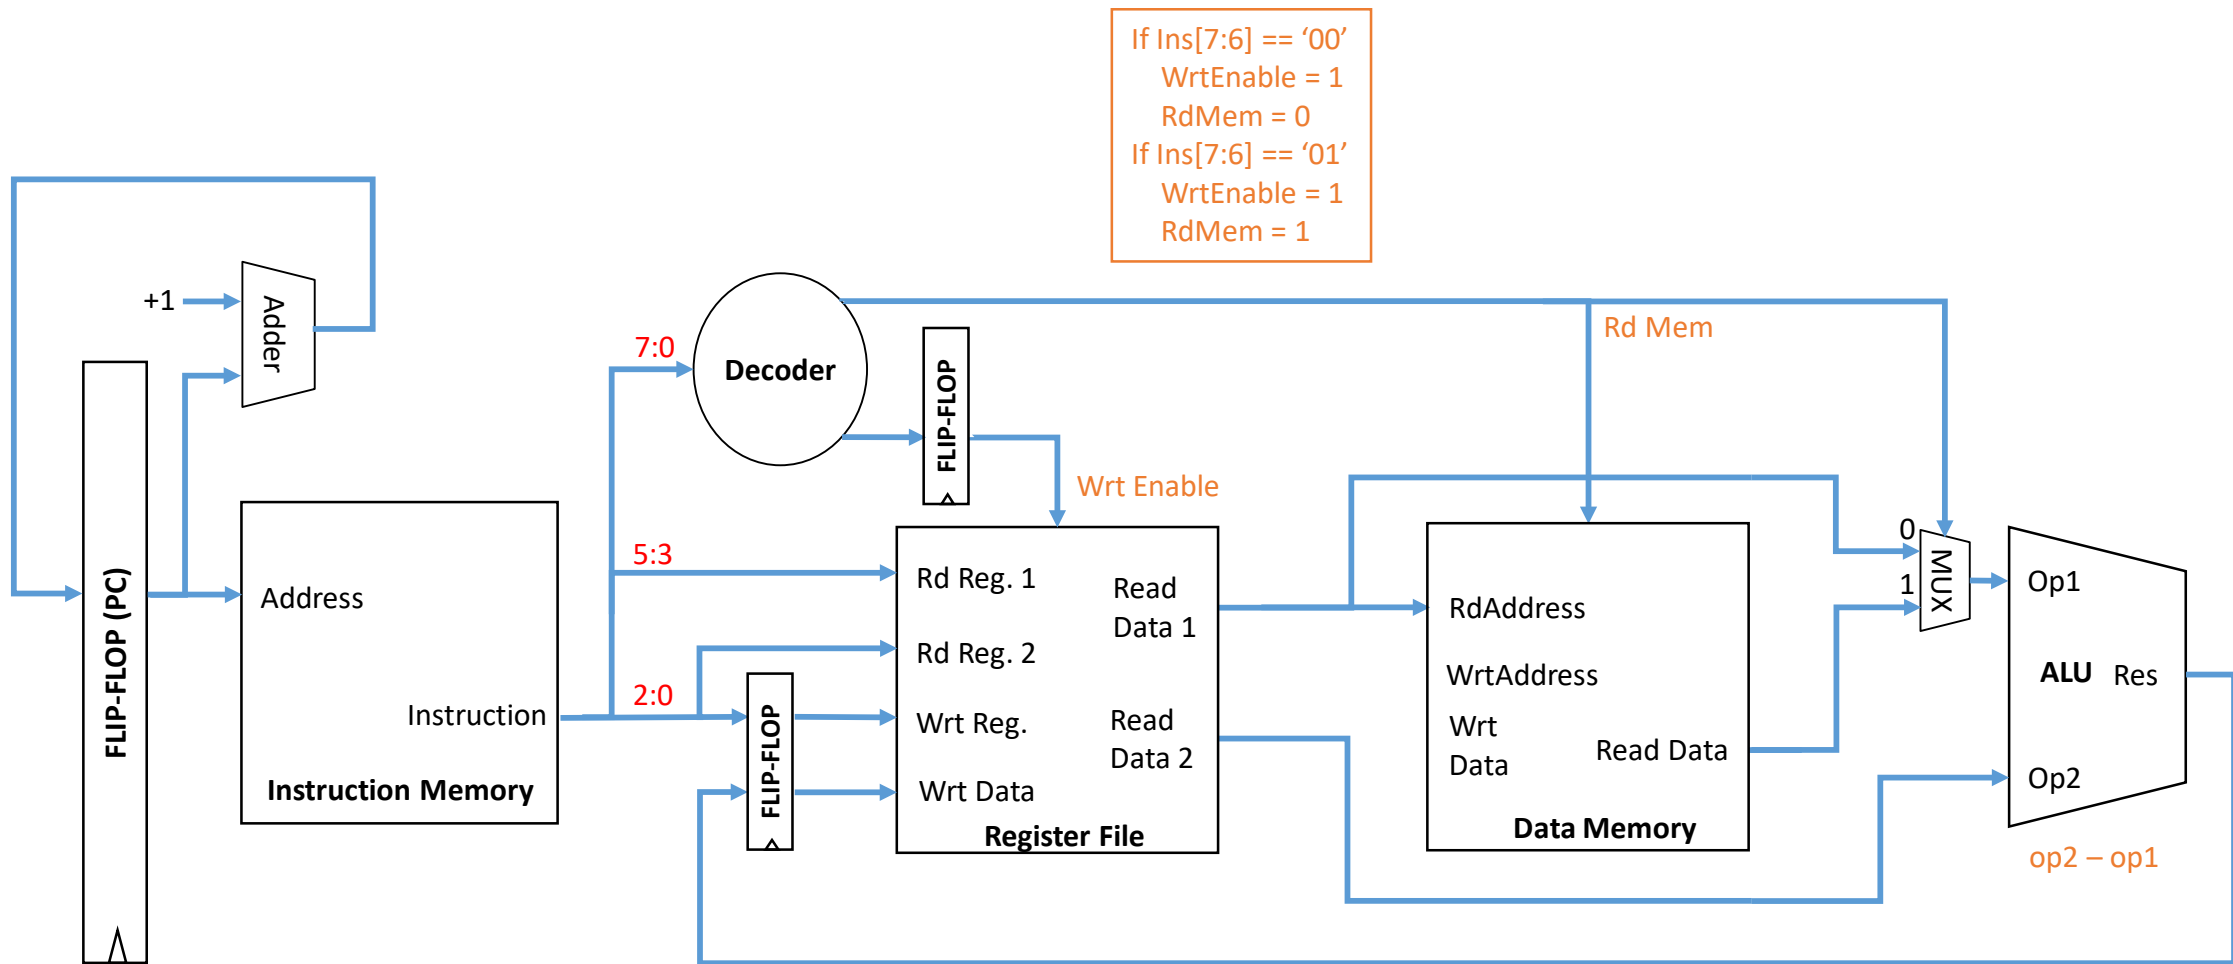 If Ins[7:6] == ‘00’
WrtEnable = 1
RdMem = 0
If Ins[7:6] == ‘01’
WrtEnable = 1
RdMem = 1
+1
Adder
7:0
Decoder
FLIP-FLOP
Rd Mem
Wrt Enable
FLIP-FLOP (PC)
Address
Instruction
Instruction Memory
5:3
2:0
FLIP-FLOP
Rd Reg. 1
Rd Reg. 2
Wrt Reg.
Wrt Data
Read
Data 1
Read
Data 2
Register File
RdAddress
WrtAddress
Wrt
Data
Read Data
Data Memory
0
1
MUX
Op1
ALU
Res
Op2
op2 – op1